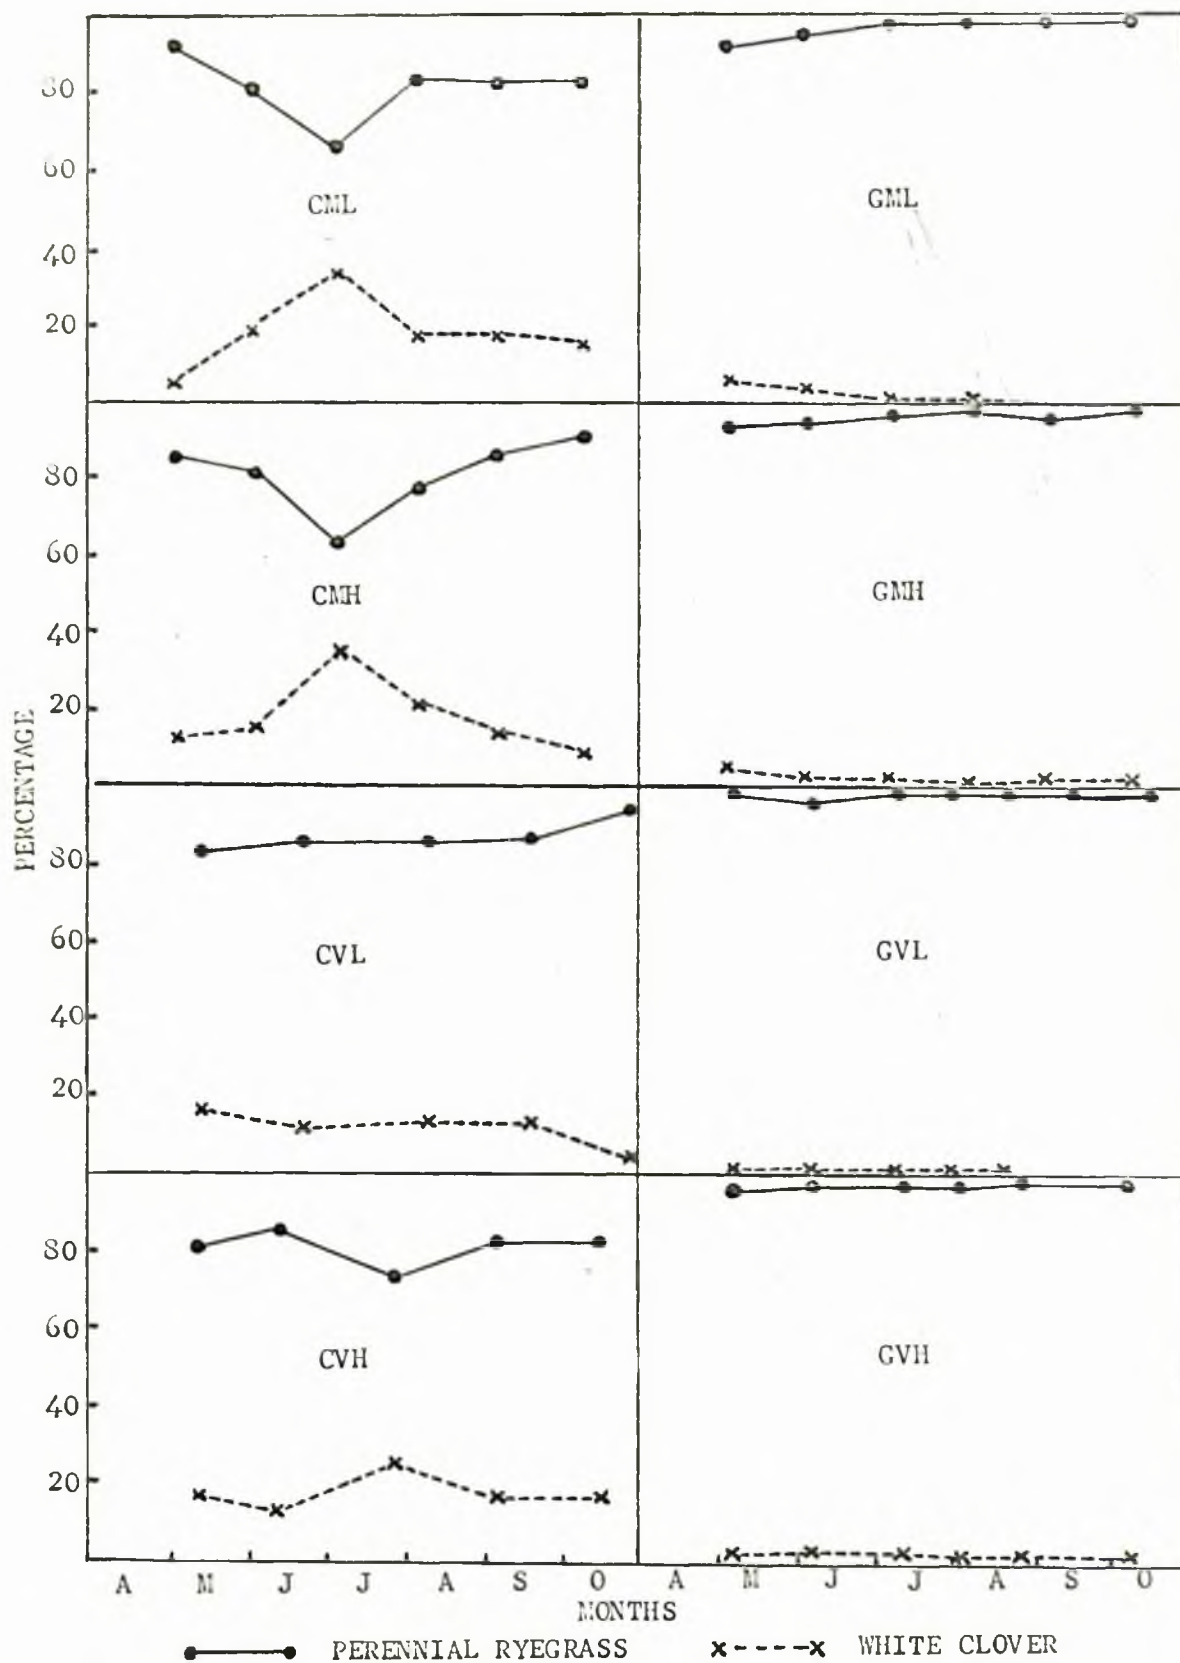 80
60
CML
GML
40
20
80
60
CMH
GMH
40
20
PERCENTAGE
80
60
CVL
GVL
40
20
80
60
CVH
GVH
40
20
A M J J A S O A M J J A S O
MONTHS
PERENNIAL RYEGRASS WHITE CLOVER